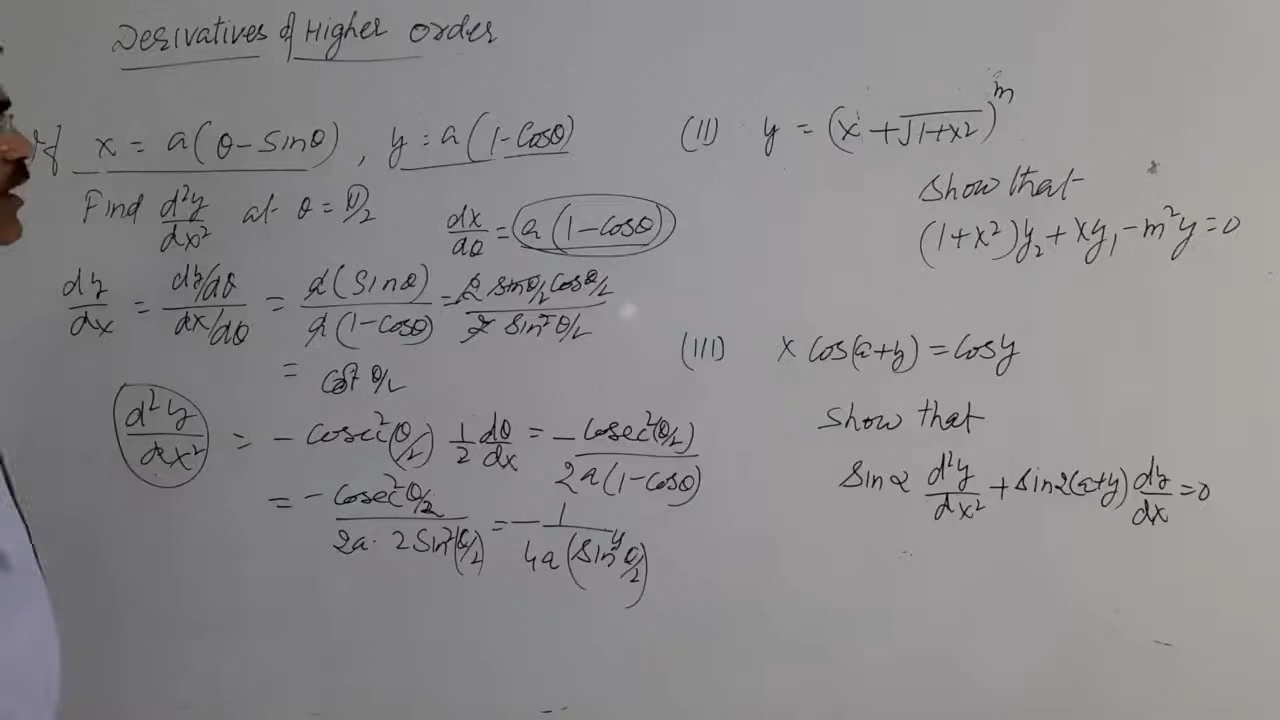 Derivatives of Higher order
If x = a(θ-Sinθ), y = a(1-Cosθ)
Find d²y/dx² at θ = π/2
dx/dθ = a(1-Cosθ)
dy/dx = (dy/dθ)/(dx/dθ) = a(Sinθ)/a(1-Cosθ) = 2 Sinθ/2 Cosθ/2 / 2 Sin²θ/2
= Cot θ/2
d²y/dx² = -Cosec²(θ/2) 1/2 dθ/dx = -Cosec²(θ/2)/2a(1-Cosθ)
= -Cosec²θ/2 / 2a·2Sin²(θ/2) = -1/4a(Sin⁴θ/2)
(II) y = (x+√1+x2)^m
Show that
(1+x²)y₂+xy₁-m²y=0
(III) x Cos(a+y) = Cosy
Show that
Sin2 d²y/dx² + Sin2(a+y) dy/dx = 0